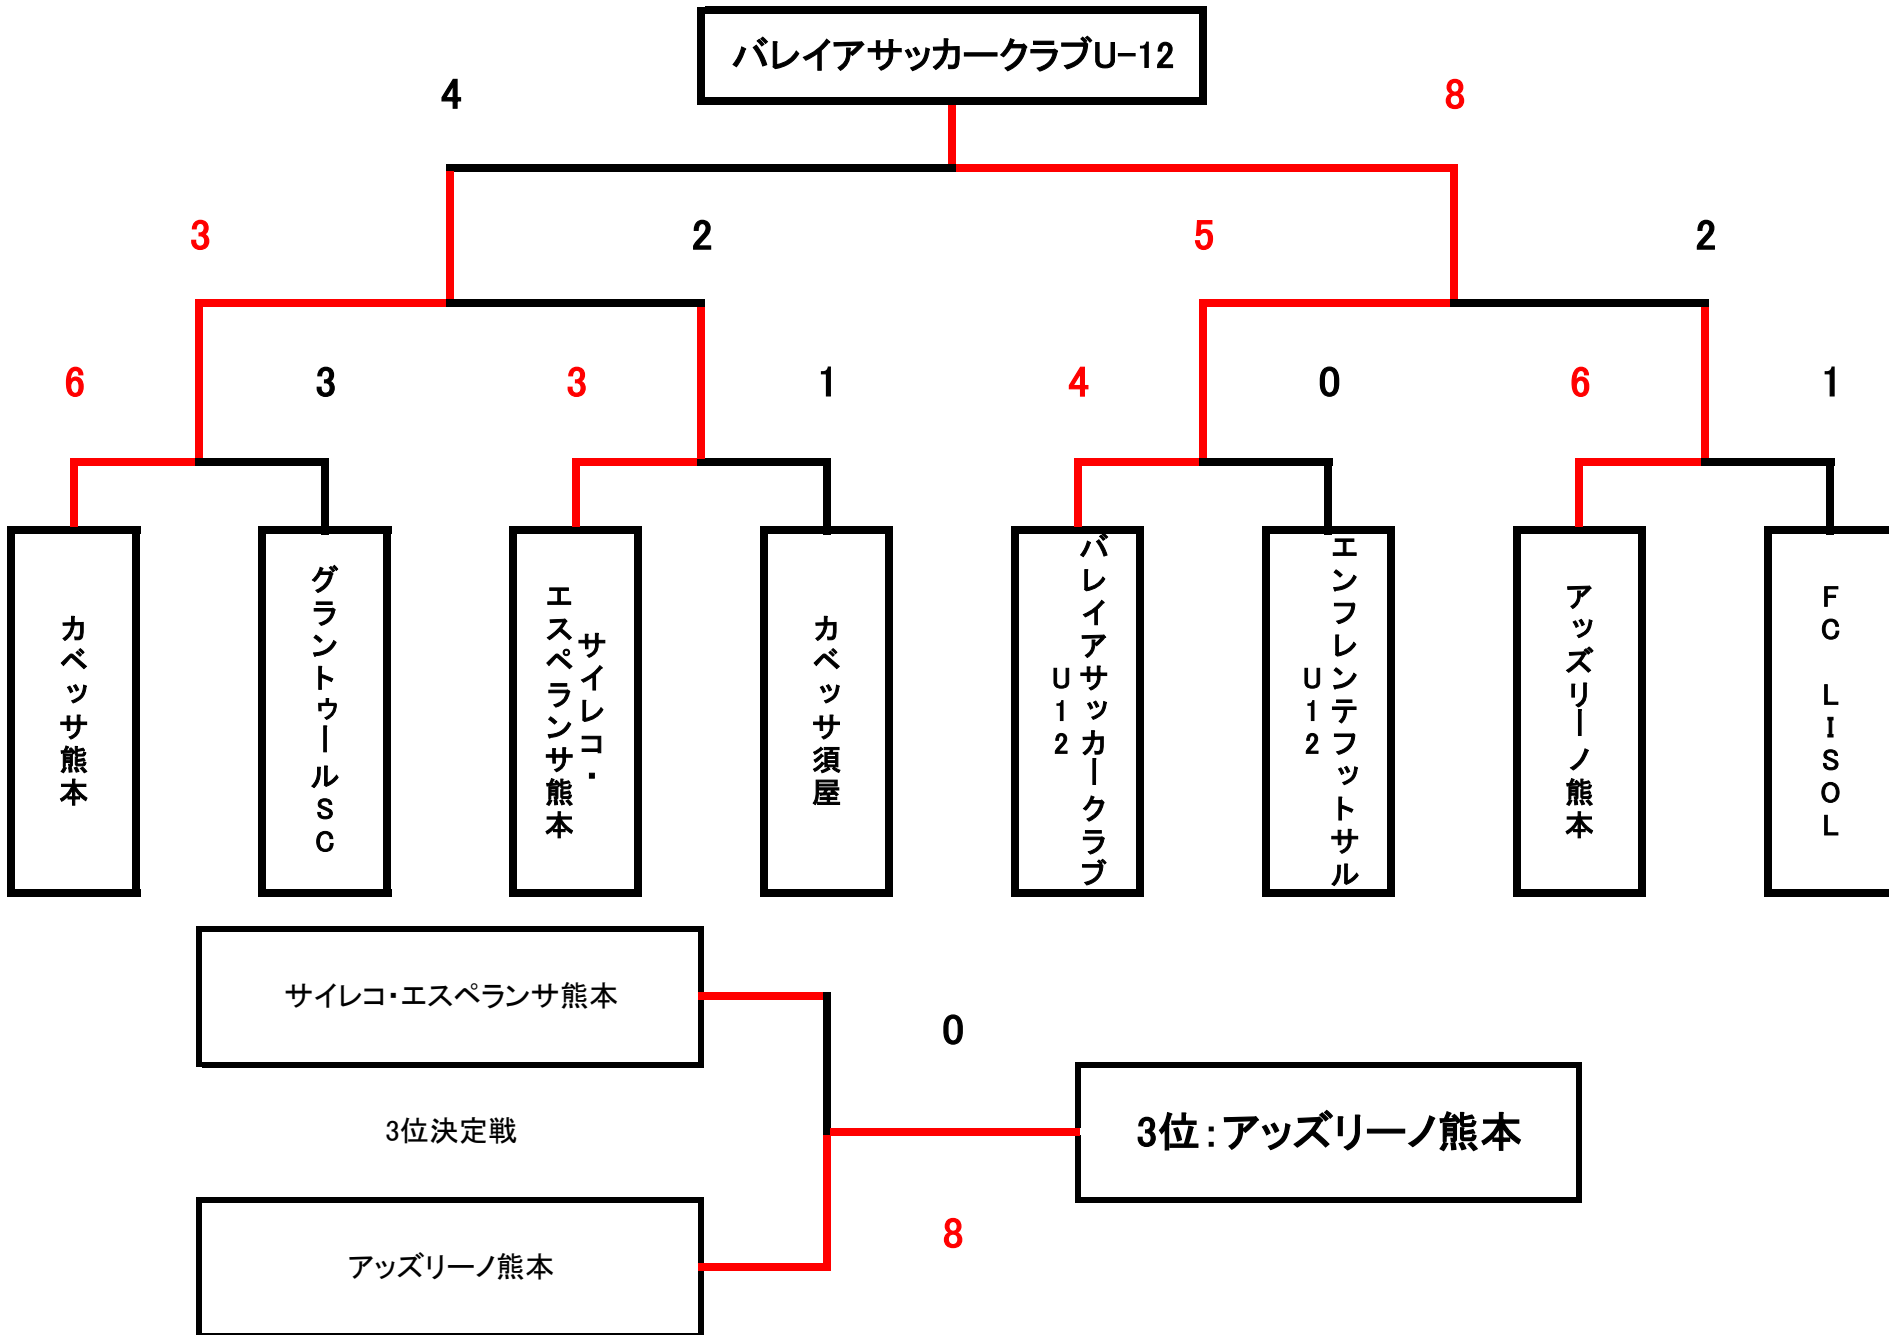 バレイアサッカークラブU-12
4
8
3
2
5
2
6
3
3
1
4
0
6
1
カベッサ熊本
グラントゥールSC
サイレコ・
エスペランサ熊本
カベッサ須屋
バレイアサッカークラブ
U12
エンフレンテフットサル
U12
アッズリーノ熊本
FC LISOL
サイレコ・エスペランサ熊本
0
3位決定戦
3位:アッズリーノ熊本
8
アッズリーノ熊本